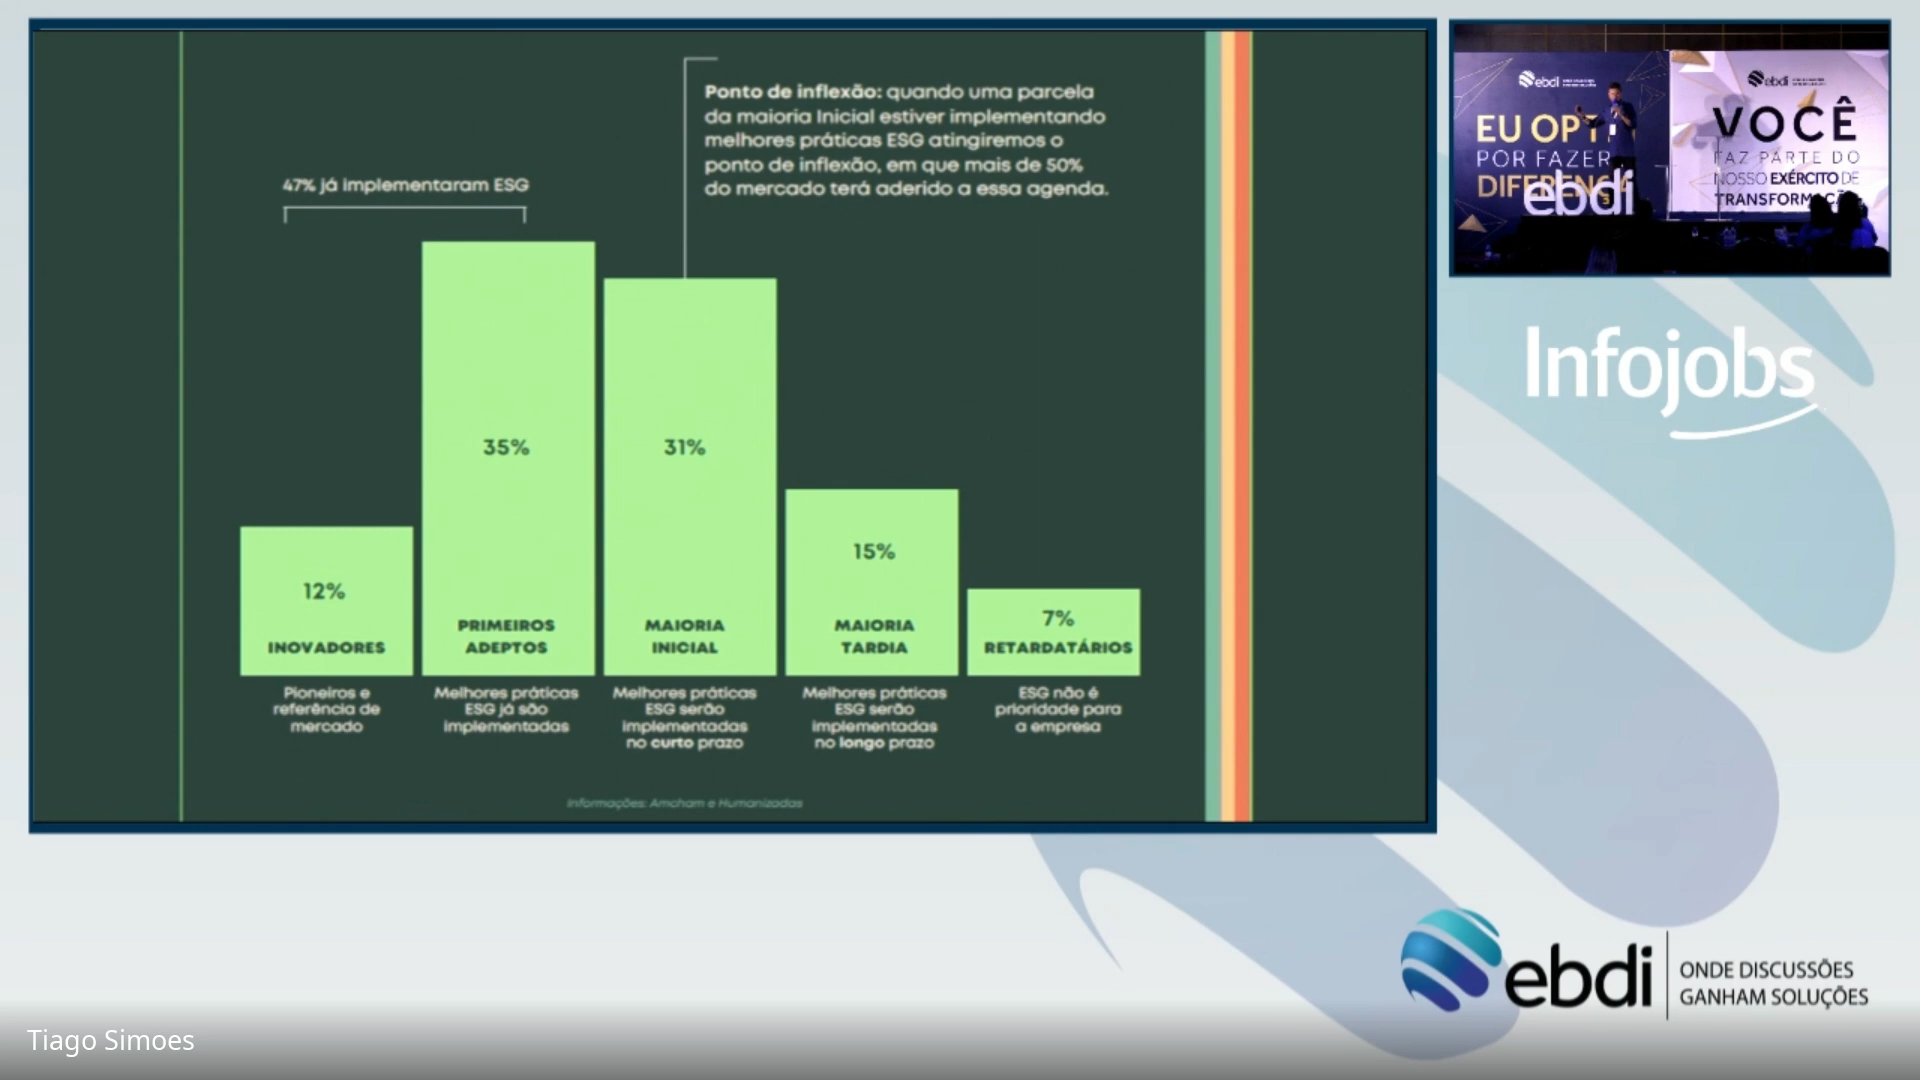 Ponto de inflexão: quando uma parcela
da maioria Inicial estiver implementando
melhores práticas ESG atingiremos o
ponto de inflexão, em que mais de 50%
do mercado terá aderido a essa agenda.
47% já implementaram ESG
12%
INOVADORES
Pioneiros e
referência de
mercado
35%
PRIMEIROS
ADEPTOS
Melhores práticas
ESG já são
implementadas
31%
MAIORIA
INICIAL
Melhores práticas
ESG serão
implementadas
no curto prazo
15%
MAIORIA
TARDIA
Melhores práticas
ESG serão
implementadas
no longo prazo
7%
RETARDATÁRIOS
ESG não é
prioridade para
a empresa
Informações: Amcham e Humanizadas
ebdi
EU OPT
POR FAZER
DIFERENÇA
ebdi
ebdi
VOCÊ
FAZ PARTE DO
NOSSO EXÉRCITO DE
TRANSFORMAÇÃO
Infojobs
ebdi
ONDE DISCUSSÕES
GANHAM SOLUÇÕES
Tiago Simoes